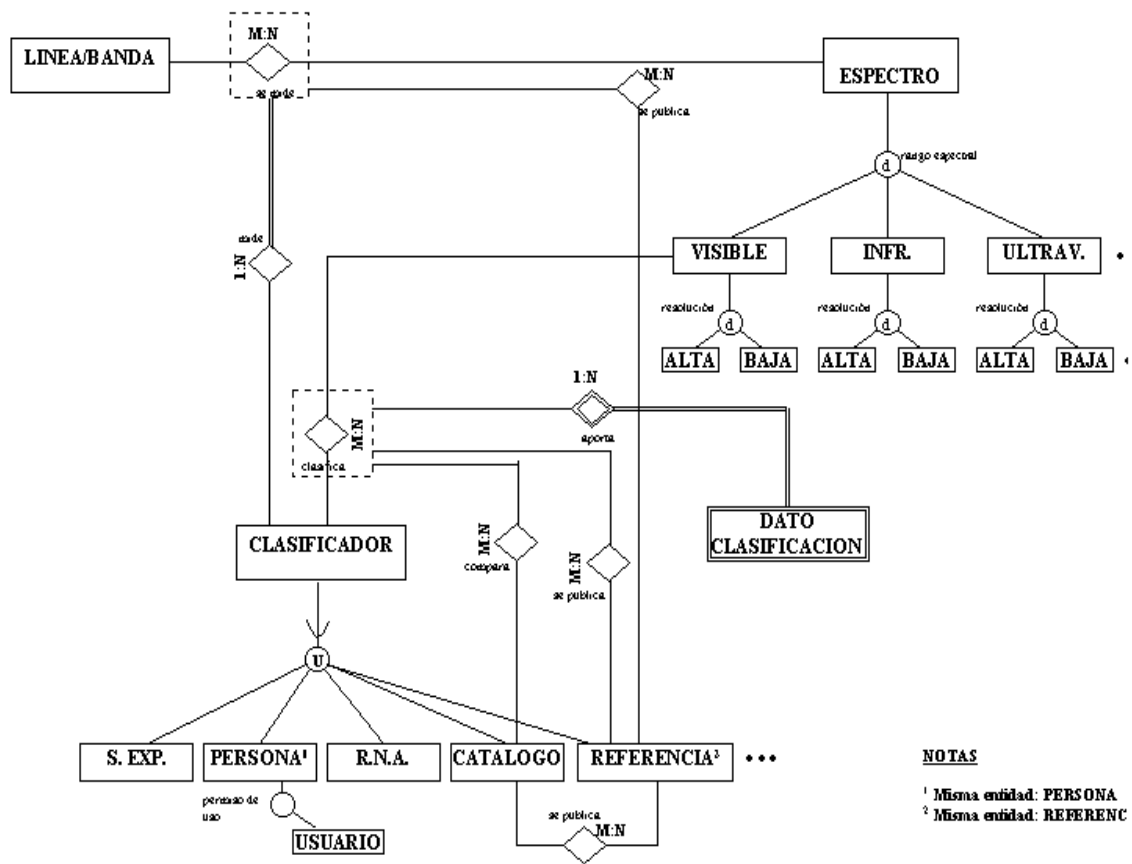 M:N
LINEA/BANDA
se mide
M:N
se publica
ESPECTRO
d
rango espectral
mide
1:N
VISIBLE
INFR.
ULTRAV.
resolución
d
resolución
d
resolución
d
ALTA
BAJA
ALTA
BAJA
ALTA
BAJA
1:N
aporta
M:N
clasifica
DATO
CLASIFICACION
CLASIFICADOR
M:N
compara
M:N
se publica
U
S. EXP.
PERSONA¹
R.N.A.
CATALOGO
REFERENCIA²
permiso de
uso
USUARIO
se publica
M:N
NOTAS
¹ Misma entidad: PERSONA
² Misma entidad: REFERENC